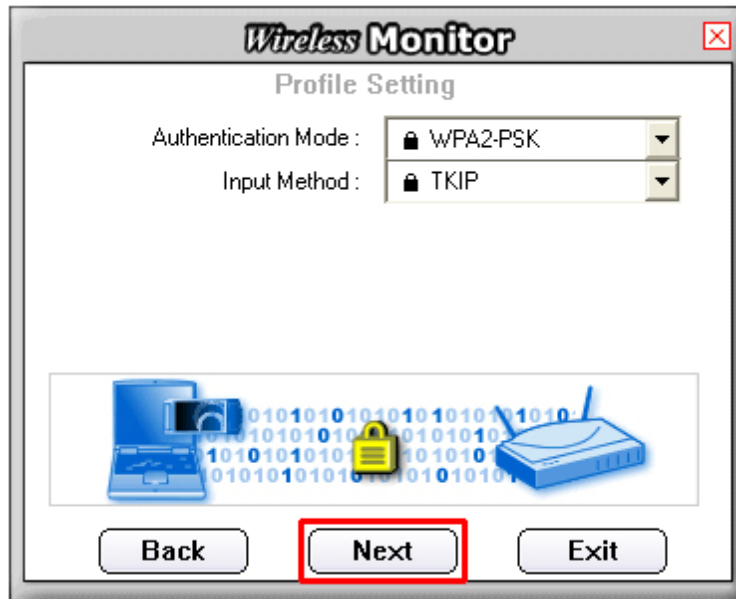 Wireless Monitor
Profile Setting
Authentication Mode : WPA2-PSK
Input Method : TKIP
Back Next Exit